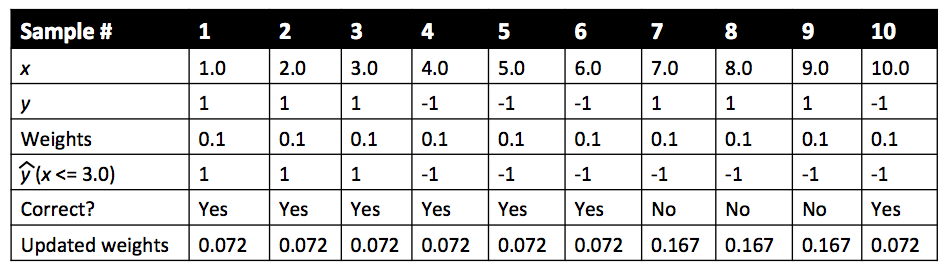 Sample # 1 2 3 4 5 6 7 8 9 10
x 1.0 2.0 3.0 4.0 5.0 6.0 7.0 8.0 9.0 10.0
y 1 1 1 -1 -1 -1 1 1 1 -1
Weights 0.1 0.1 0.1 0.1 0.1 0.1 0.1 0.1 0.1 0.1
ŷ (x <= 3.0) 1 1 1 -1 -1 -1 -1 -1 -1 -1
Correct? Yes Yes Yes Yes Yes Yes No No No Yes
Updated weights 0.072 0.072 0.072 0.072 0.072 0.072 0.167 0.167 0.167 0.072